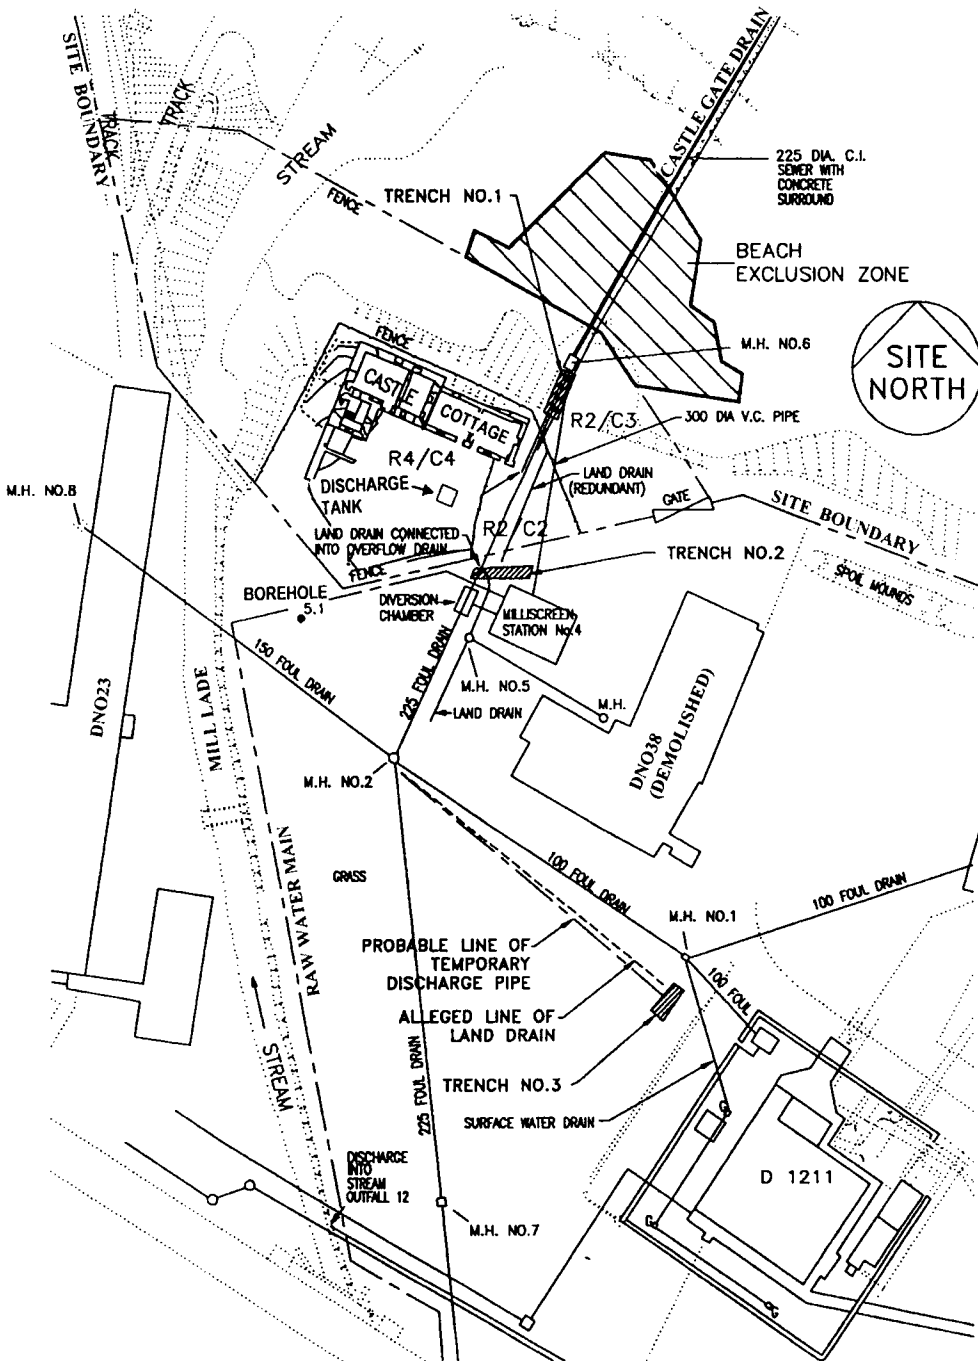 SITE BOUNDARY
TRACK
TRACK
STREAM
FENCE
TRENCH NO.1
CASTLE GATE DRAIN
225 DIA. C.I.
SEWER WITH
CONCRETE
SURROUND
BEACH
EXCLUSION ZONE
M.H. NO.6
SITE
NORTH
FENCE
CASTLE
COTTAGE
R2/C3
300 DIA V.C. PIPE
R4/C4
DISCHARGE
TANK
LAND DRAIN
(REDUNDANT)
GATE
SITE BOUNDARY
M.H. NO.8
LAND DRAIN CONNECTED
INTO OVERFLOW DRAIN
R2/C2
TRENCH NO.2
FENCE
SPOIL MOUNDS
BOREHOLE
5.1
DIVERSION
CHAMBER
MILLISCREEN
STATION No.4
150 FOUL DRAIN
225 FOUL DRAIN
M.H. NO.5
LAND DRAIN
M.H.
DNO23
MILL LADE
DNO38
(DEMOLISHED)
M.H. NO.2
GRASS
100 FOUL DRAIN
100 FOUL DRAIN
RAW WATER MAIN
M.H. NO.1
PROBABLE LINE OF
TEMPORARY
DISCHARGE PIPE
100 FOUL
ALLEGED LINE OF
LAND DRAIN
STREAM
225 FOUL DRAIN
TRENCH NO.3
SURFACE WATER DRAIN
G
DISCHARGE
INTO
STREAM
OUTFALL 12
D 1211
G
M.H. NO.7
G